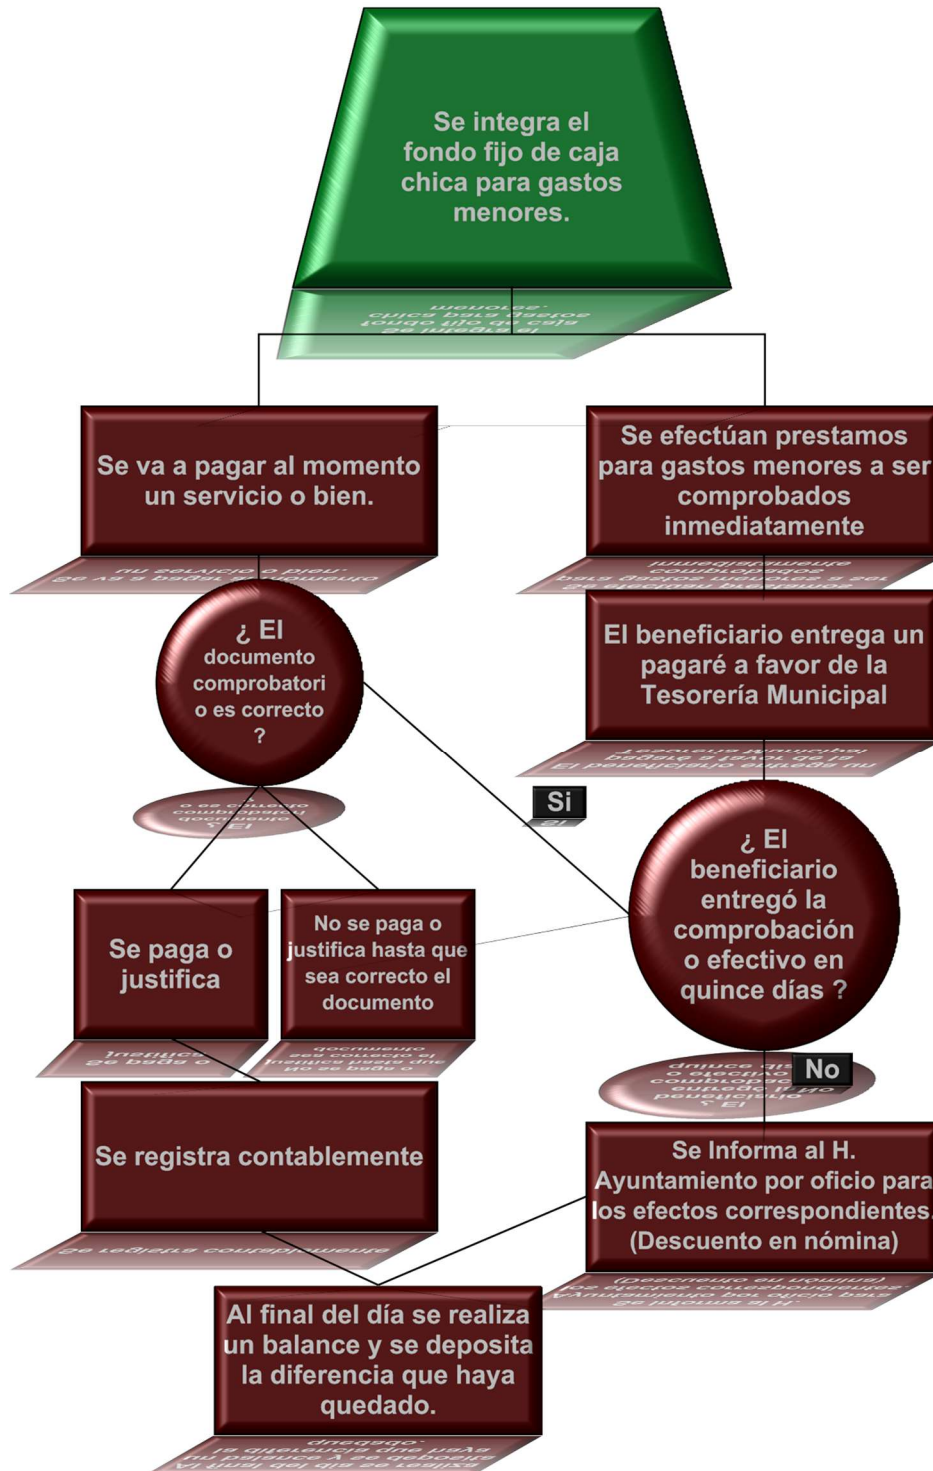 Se integra el
fondo fijo de caja
chica para gastos
menores.
Se va a pagar al momento
un servicio o bien.
Se efectúan prestamos
para gastos menores a ser
comprobados
inmediatamente
¿ El
documento
comprobatori
o es correcto
?
El beneficiario entrega un
pagaré a favor de la
Tesorería Municipal
Si
¿ El
beneficiario
entregó la
comprobación
o efectivo en
quince días ?
Se paga o
justifica
No se paga o
justifica hasta que
sea correcto el
documento
No
Se registra contablemente
Se Informa al H.
Ayuntamiento por oficio para
los efectos correspondientes.
(Descuento en nómina)
Al final del día se realiza
un balance y se deposita
la diferencia que haya
quedado.